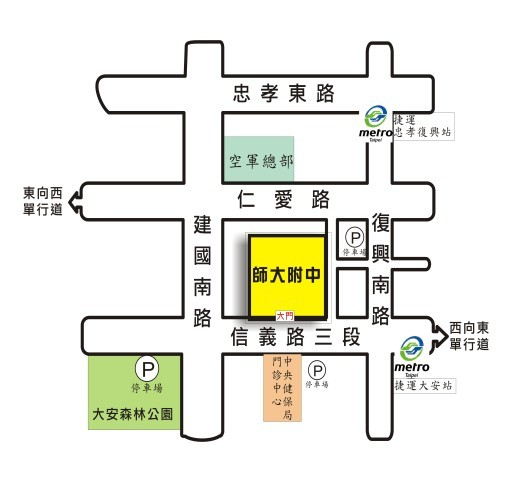 忠孝東路
metro
Taipei
捷運
忠孝復興站
空軍總部
東向西
單行道
仁愛路
建國南路
復興南路
P
停車場
師大附中
大門
信義路三段
西向東
單行道
metro
Taipei
捷運大安站
P
停車場
大安森林公園
中央健保局
門診中心
P
停車場